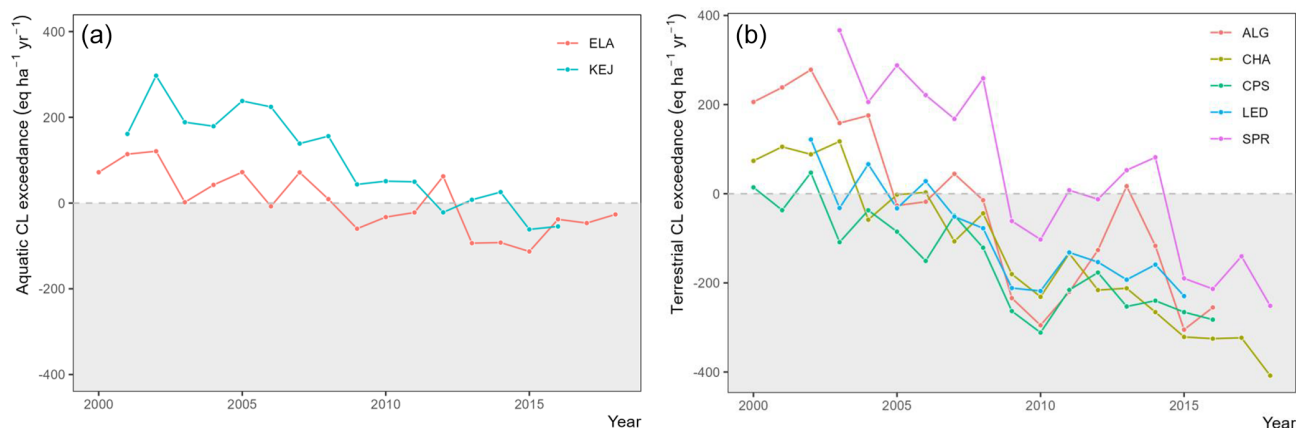 (a)
Aquatic CL exceedance (eq ha⁻¹ yr⁻¹)
400
200
0
-200
-400
2000
2005
2010
2015
Year
ELA
KEJ
(b)
Terrestrial CL exceedance (eq ha⁻¹ yr⁻¹)
400
200
0
-200
-400
2000
2005
2010
2015
Year
ALG
CHA
CPS
LED
SPR